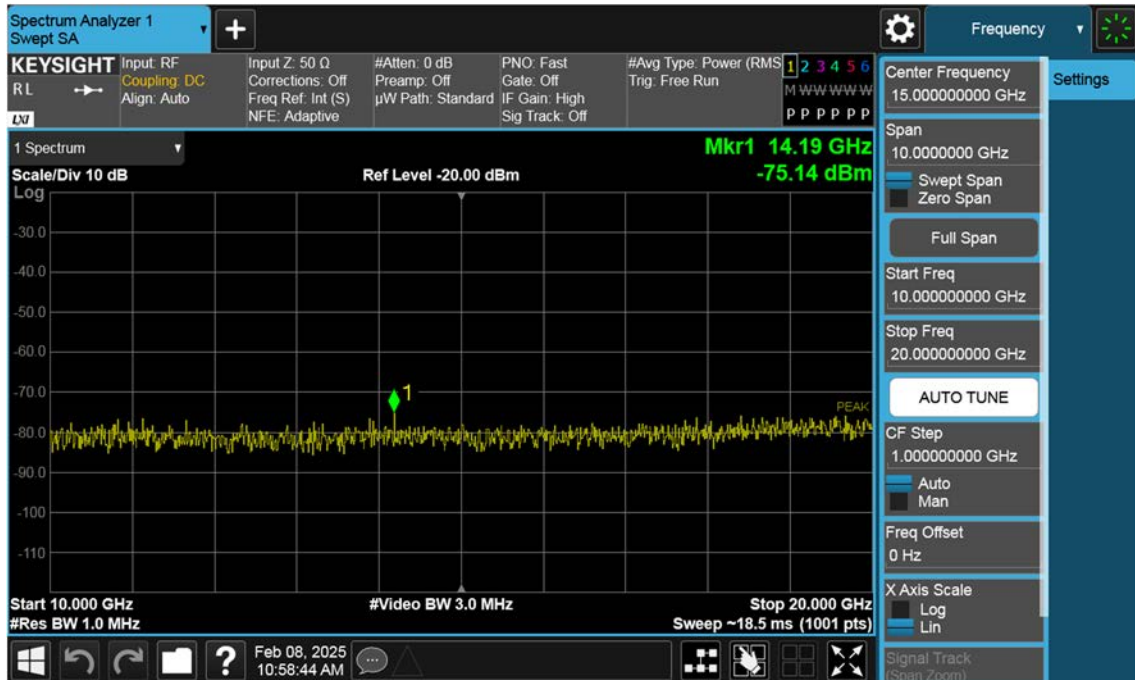 Spectrum Analyzer 1
Swept SA
+
Frequency
KEYSIGHT
RL
LXI
Input: RF
Coupling: DC
Align: Auto
Input Z: 50 Ω
Corrections: Off
Freq Ref: Int (S)
NFE: Adaptive
#Atten: 0 dB
Preamp: Off
µW Path: Standard
PNO: Fast
Gate: Off
IF Gain: High
Sig Track: Off
#Avg Type: Power (RMS
Trig: Free Run
1 2 3 4 5 6
M W W W W W
P P P P P P
1 Spectrum
Mkr1 14.19 GHz
Scale/Div 10 dB
Ref Level -20.00 dBm
-75.14 dBm
Log
-30.0
-40.0
-50.0
-60.0
-70.0
1
PEAK
-80.0
-90.0
-100
-110
Start 10.000 GHz
#Video BW 3.0 MHz
Stop 20.000 GHz
#Res BW 1.0 MHz
Sweep ~18.5 ms (1001 pts)
Center Frequency
15.000000000 GHz
Settings
Span
10.0000000 GHz
Swept Span
Zero Span
Full Span
Start Freq
10.000000000 GHz
Stop Freq
20.000000000 GHz
AUTO TUNE
CF Step
1.000000000 GHz
Auto
Man
Freq Offset
0 Hz
X Axis Scale
Log
Lin
Signal Track
(Span Zoom)
?
Feb 08, 2025
10:58:44 AM